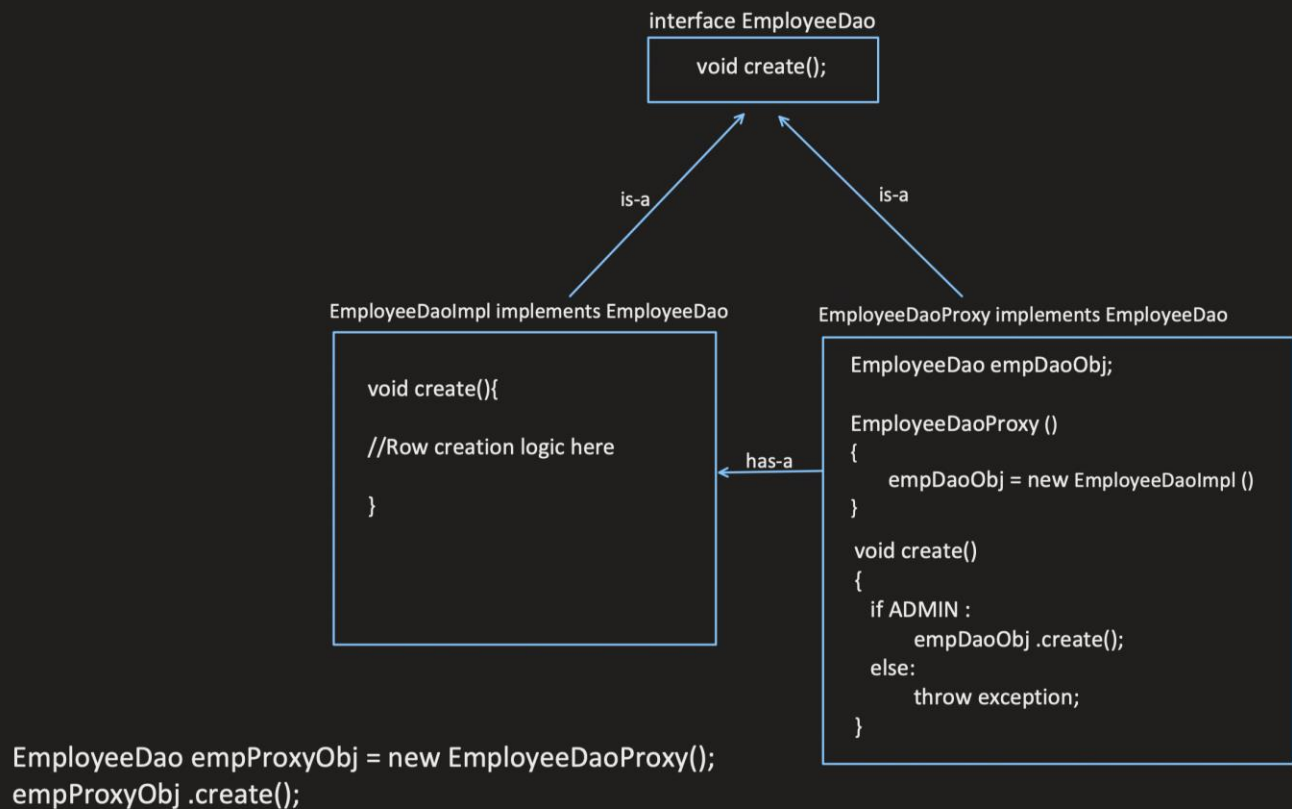 interface EmployeeDao
void create();
is-a
is-a
EmployeeDaoImpl implements EmployeeDao
void create(){
//Row creation logic here
}
has-a
EmployeeDaoProxy implements EmployeeDao
EmployeeDao empDaoObj;
EmployeeDaoProxy ()
{
empDaoObj = new EmployeeDaoImpl ()
}
void create()
{
if ADMIN :
empDaoObj .create();
else:
throw exception;
}
EmployeeDao empProxyObj = new EmployeeDaoProxy();
empProxyObj .create();